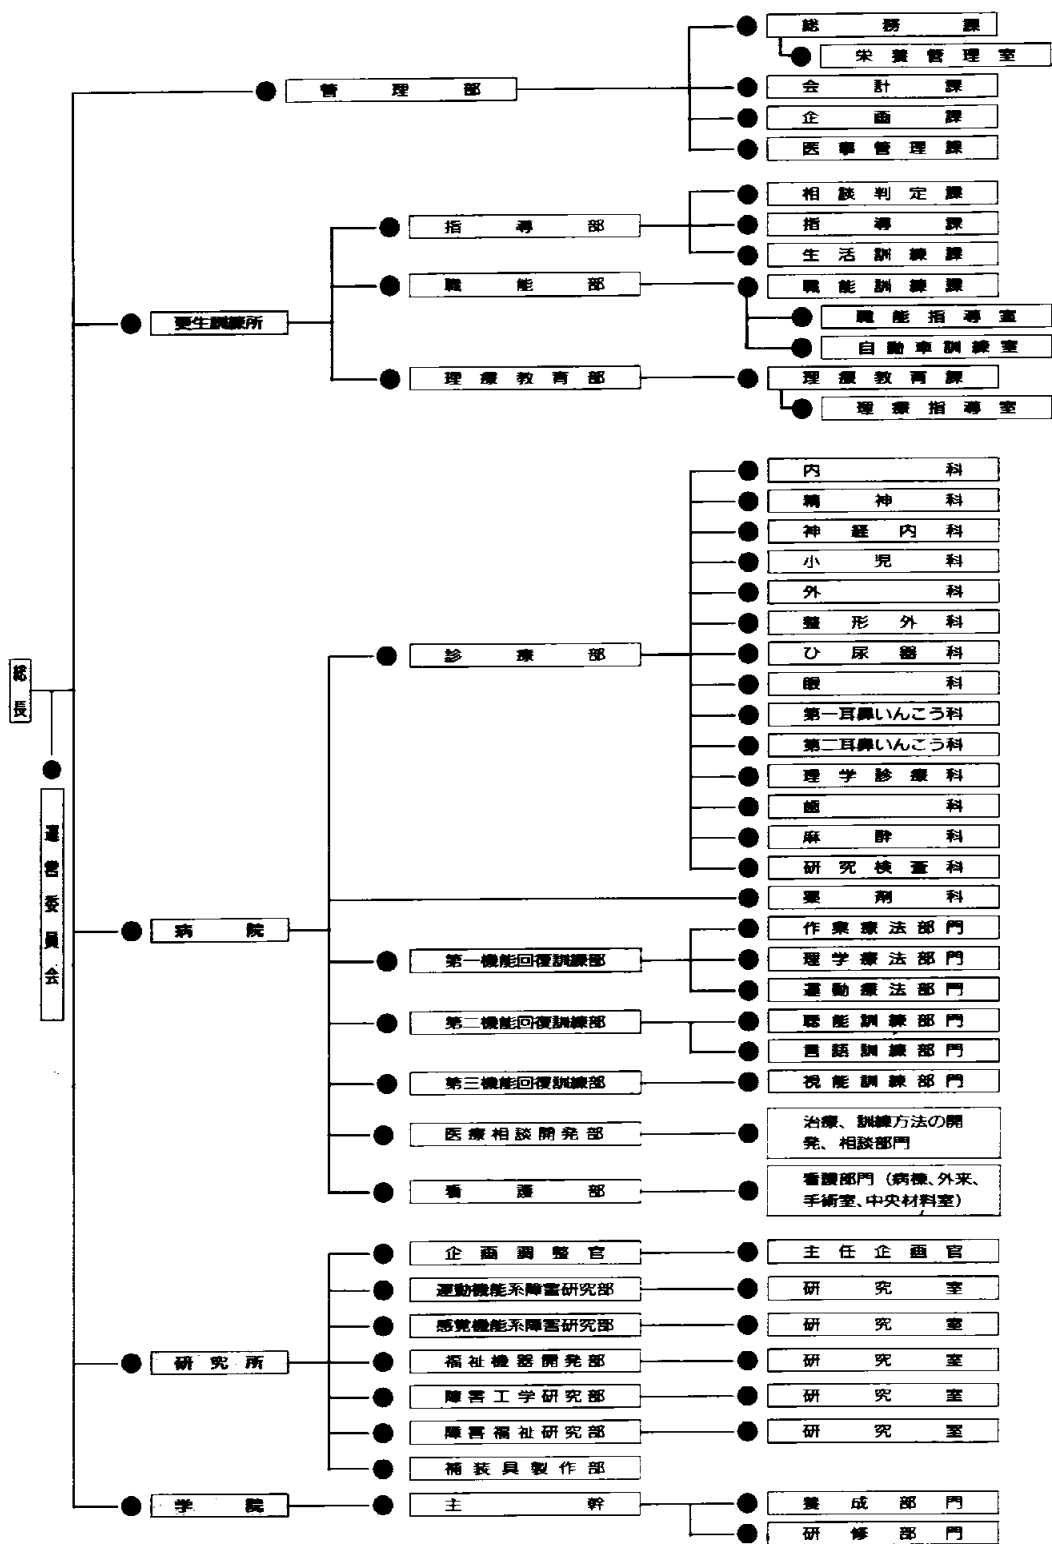 総長
運営委員会
管理部
総務課
栄養管理室
会計課
企画課
医事管理課
更生訓練所
指導部
相談判定課
指導課
生活訓練課
職能部
職能訓練課
職能指導室
自動車訓練室
理療教育部
理療教育課
理療指導室
病院
診療部
内科
精神科
神経内科
小児科
外科
整形外科
ひ尿器科
眼科
第一耳鼻いんこう科
第二耳鼻いんこう科
理学診療科
歯科
麻酔科
研究検査科
薬剤科
第一機能回復訓練部
作業療法部門
理学療法部門
運動療法部門
第二機能回復訓練部
聴能訓練部門
言語訓練部門
第三機能回復訓練部
視能訓練部門
医療相談開発部
治療、訓練方法の開
発、相談部門
看護部
看護部門（病棟、外来、
手術室、中央材料室）
研究所
企画調整官
主任企画官
運動機能系障害研究部
研究室
感覚機能系障害研究部
研究室
福祉機器開発部
研究室
障害工学研究部
研究室
障害福祉研究部
研究室
補装具製作部
学院
主幹
養成部門
研修部門